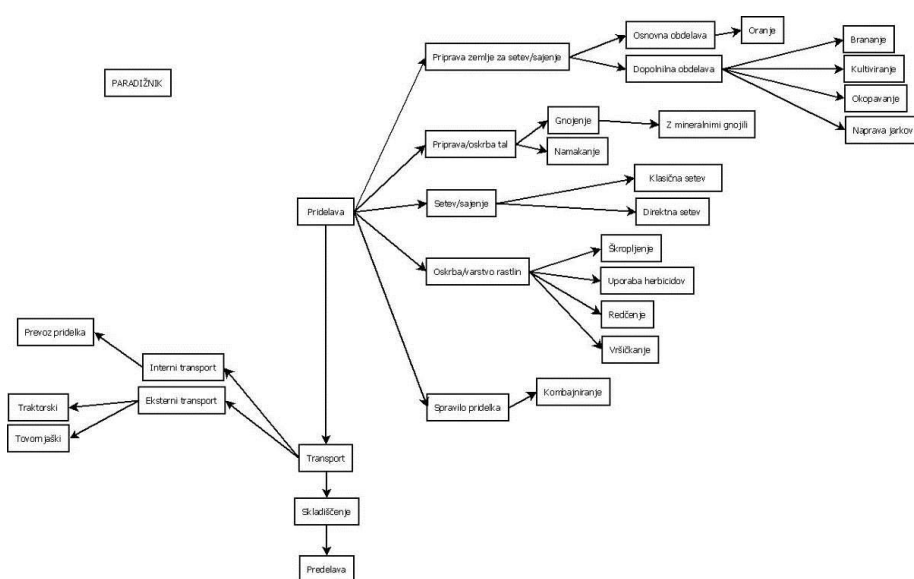 PARADIŽNIK
Pridelava
Priprava zemlje za setev/sajenje
Osnovna obdelava
Oranje
Dopolnilna obdelava
Brananje
Kultiviranje
Okopavanje
Naprava jarkov
Priprava/oskrba tal
Gnojenje
Z mineralnimi gnojili
Namakanje
Setev/sajenje
Klasična setev
Direktna setev
Oskrba/varstvo rastlin
Škropljenje
Uporaba herbicidov
Redčenje
Vršičkanje
Spravilo pridelka
Kombajniranje
Transport
Interni transport
Prevoz pridelka
Eksterni transport
Traktorski
Tovornjaški
Skladiščenje
Predelava